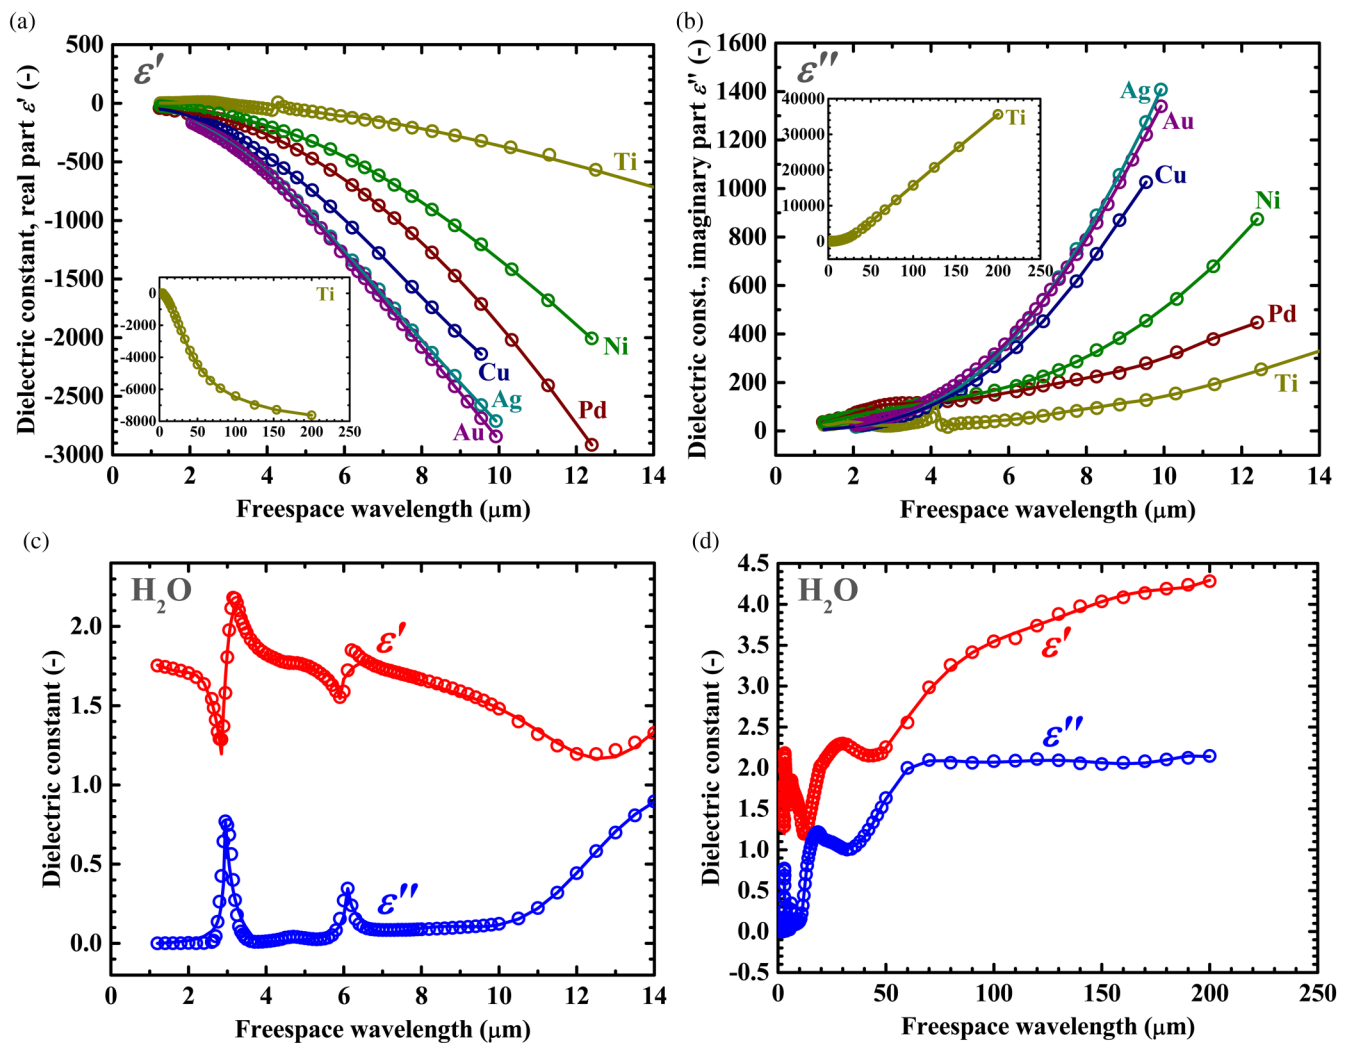 (a)
ε'
Dielectric constant, real part ε' (-)
500
0
-500
-1000
-1500
-2000
-2500
-3000
0 2 4 6 8 10 12 14
Freespace wavelength (μm)
Ti
Ni
Cu
Ag
Au
Pd
Ti
0
-2000
-4000
-6000
-8000
0 50 100 150 200 250
(b)
ε''
Dielectric const., imaginary part ε'' (-)
1600
1400
1200
1000
800
600
400
200
0
2 4 6 8 10 12 14
Freespace wavelength (μm)
Ag
Au
Cu
Ni
Pd
Ti
Ti
40000
30000
20000
10000
0
0 50 100 150 200 250
(c)
H2O
Dielectric constant (-)
2.0
1.5
1.0
0.5
0.0
0 2 4 6 8 10 12 14
Freespace wavelength (μm)
ε'
ε''
(d)
H2O
Dielectric constant (-)
4.5
4.0
3.5
3.0
2.5
2.0
1.5
1.0
0.5
0.0
-0.5
0 50 100 150 200 250
Freespace wavelength (μm)
ε'
ε''